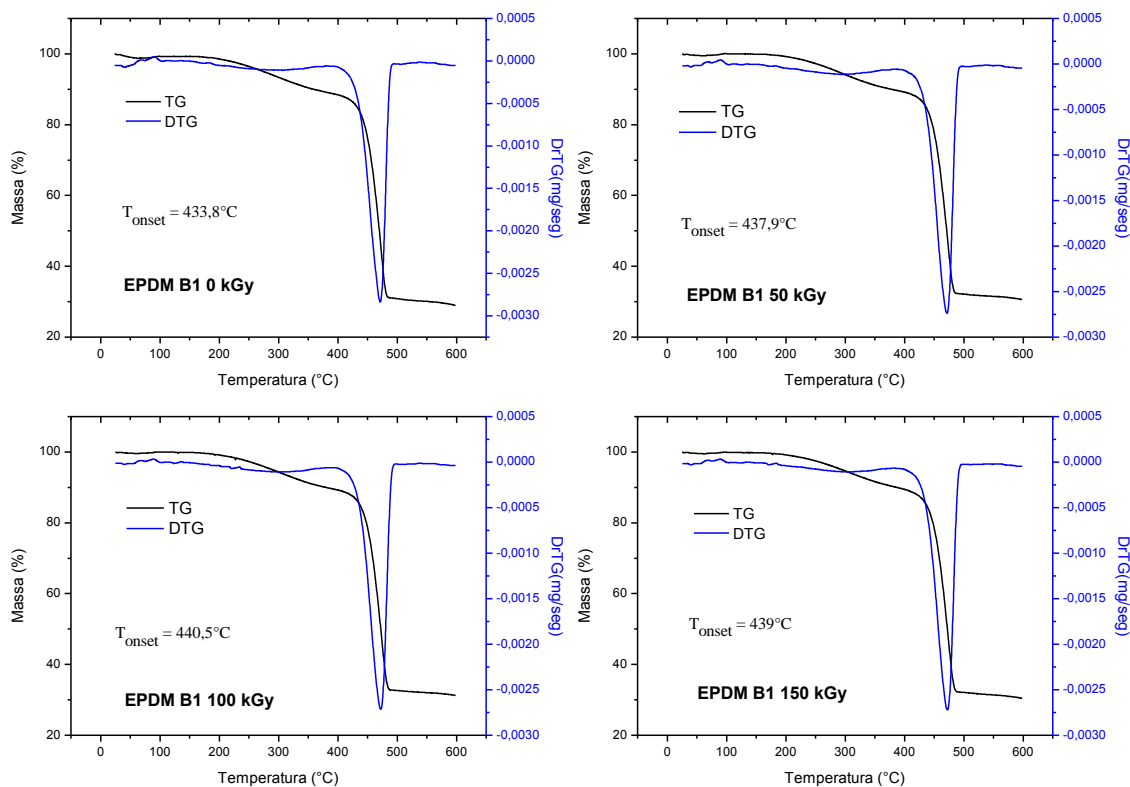 100
80
60
40
20
Massa (%)
TG
DTG
T onset = 433,8°C
EPDM B1 0 kGy
0 100 200 300 400 500 600
Temperatura (°C)
0,0005
0,0000
-0,0005
-0,0010
-0,0015
-0,0020
-0,0025
-0,0030
DrTG(mg/seg)
100
80
60
40
20
Massa (%)
TG
DTG
T onset = 437,9°C
EPDM B1 50 kGy
0 100 200 300 400 500 600
Temperatura (°C)
0,0005
0,0000
-0,0005
-0,0010
-0,0015
-0,0020
-0,0025
-0,0030
DrTG(mg/seg)
100
80
60
40
20
Massa (%)
TG
DTG
T onset = 440,5°C
EPDM B1 100 kGy
0 100 200 300 400 500 600
Temperatura (°C)
0,0005
0,0000
-0,0005
-0,0010
-0,0015
-0,0020
-0,0025
-0,0030
DrTG(mg/seg)
100
80
60
40
20
Massa (%)
TG
DTG
T onset = 439°C
EPDM B1 150 kGy
0 100 200 300 400 500 600
Temperatura (°C)
0,0005
0,0000
-0,0005
-0,0010
-0,0015
-0,0020
-0,0025
-0,0030
DrTG(mg/seg)